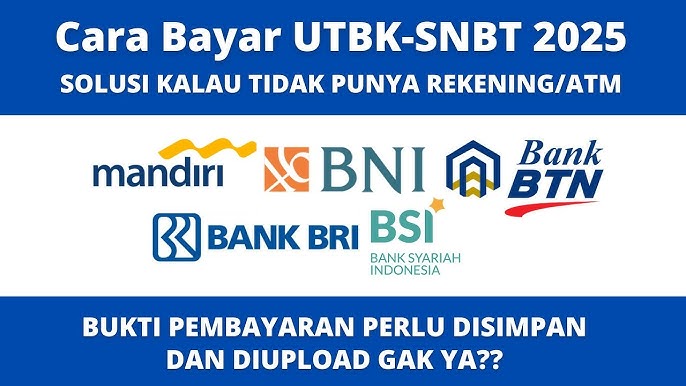 Cara Bayar UTBK-SNBT 2025
SOLUSI KALAU TIDAK PUNYA REKENING/ATM
mandiri
BNI
Bank
BTN
BANK BRI
BSI
BANK SYARIAH
INDONESIA
BUKTI PEMBAYARAN PERLU DISIMPAN
DAN DIUPLOAD GAK YA??